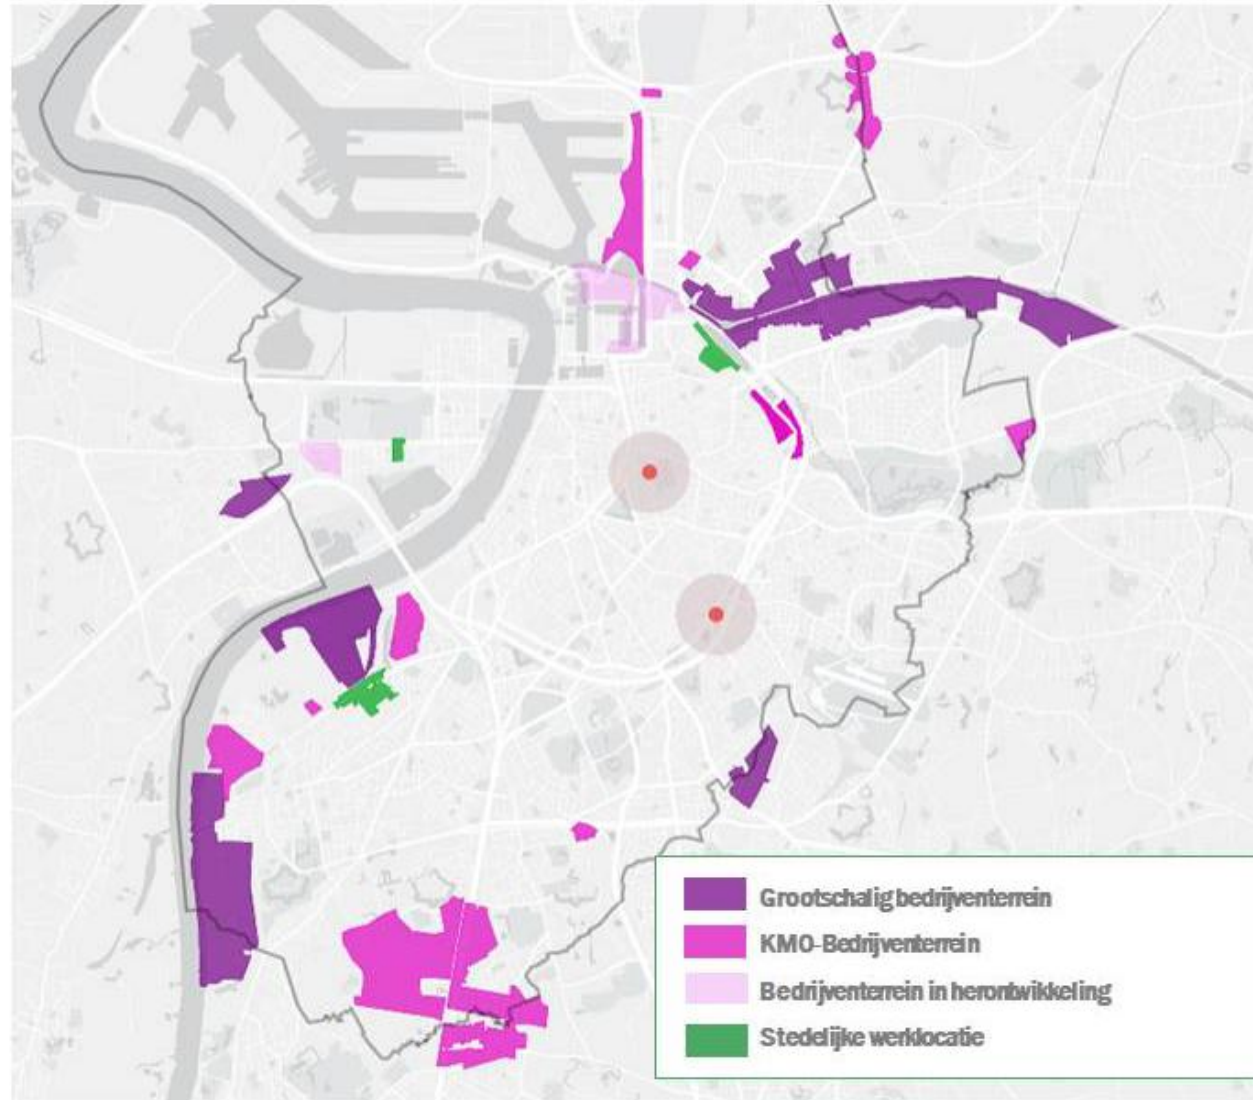 Grootschalig bedrijventerrein
KMO-Bedrijventerrein
Bedrijventerrein in herontwikkeling
Stedelijke werklocatie